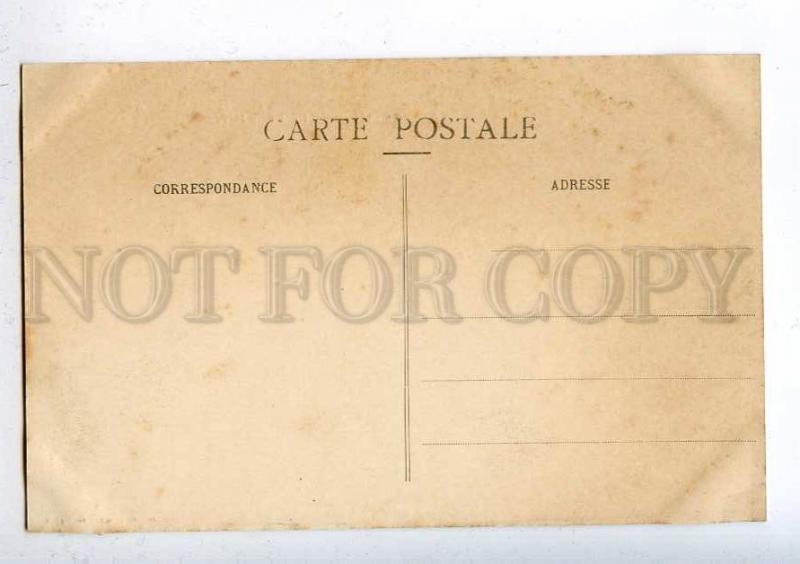 CARTE POSTALE
CORRESPONDANCE
ADRESSE
NOT FOR COPY